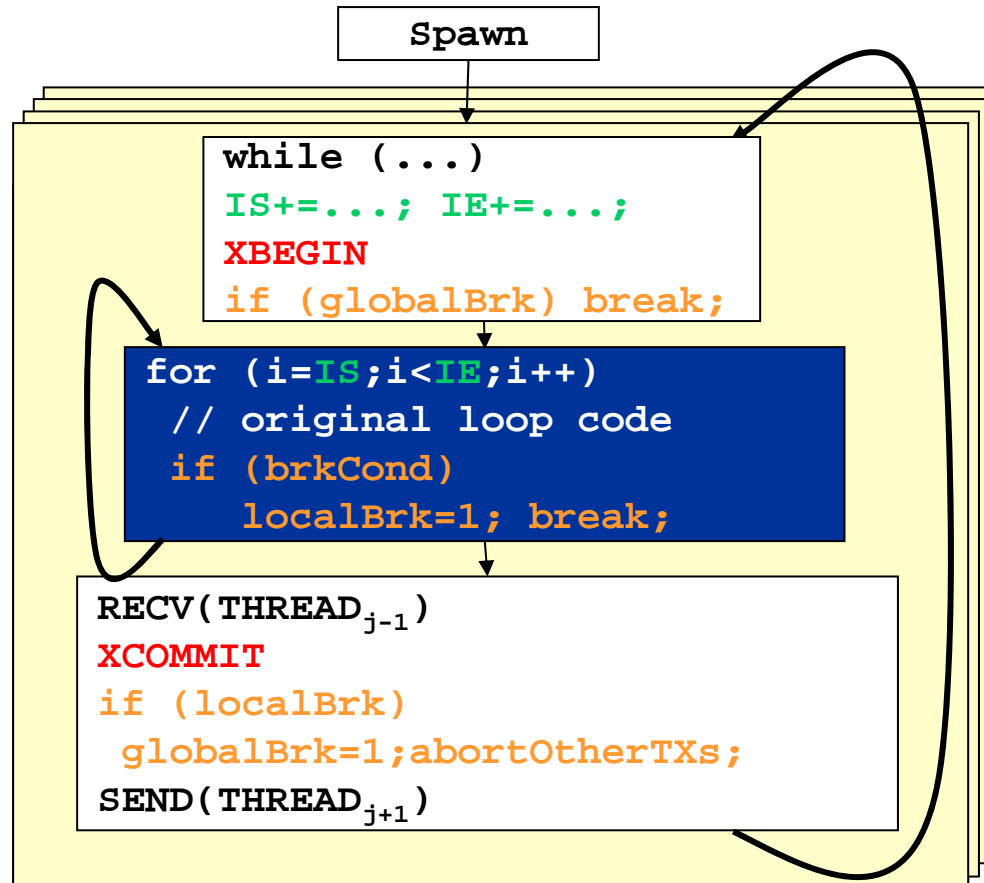 Spawn
while (...)
IS+=...; IE+=...;
XBEGIN
if (globalBrk) break;
for (i=IS;i<IE;i++)
// original loop code
if (brkCond)
localBrk=1; break;
RECV(THREADj-1)
XCOMMIT
if (localBrk)
globalBrk=1;abortOtherTXs;
SEND(THREADj+1)